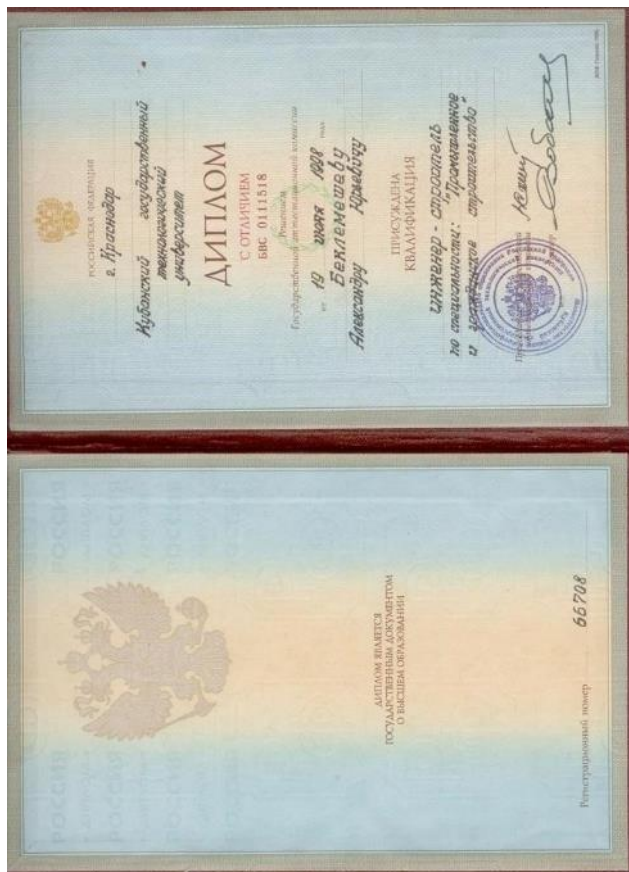 ДИПЛОМ ЯВЛЯЕТСЯ
ГОСУДАРСТВЕННЫМ ДОКУМЕНТОМ
О ВЫСШЕМ ОБРАЗОВАНИИ
Регистрационный номер 66708
РОССИЙСКАЯ ФЕДЕРАЦИЯ
г. Краснодар
Кубанский государственный
технологический
университет
ДИПЛОМ
С ОТЛИЧИЕМ
БВС 0111518
Решением
Государственной аттестационной комиссии
от 19 июня 1998 года
Беклемешеву
Александру Юрьевичу
ПРИСУЖДЕНА
КВАЛИФИКАЦИЯ
инженер - строитель
по специальности: "Промышленное
и гражданское строительство"